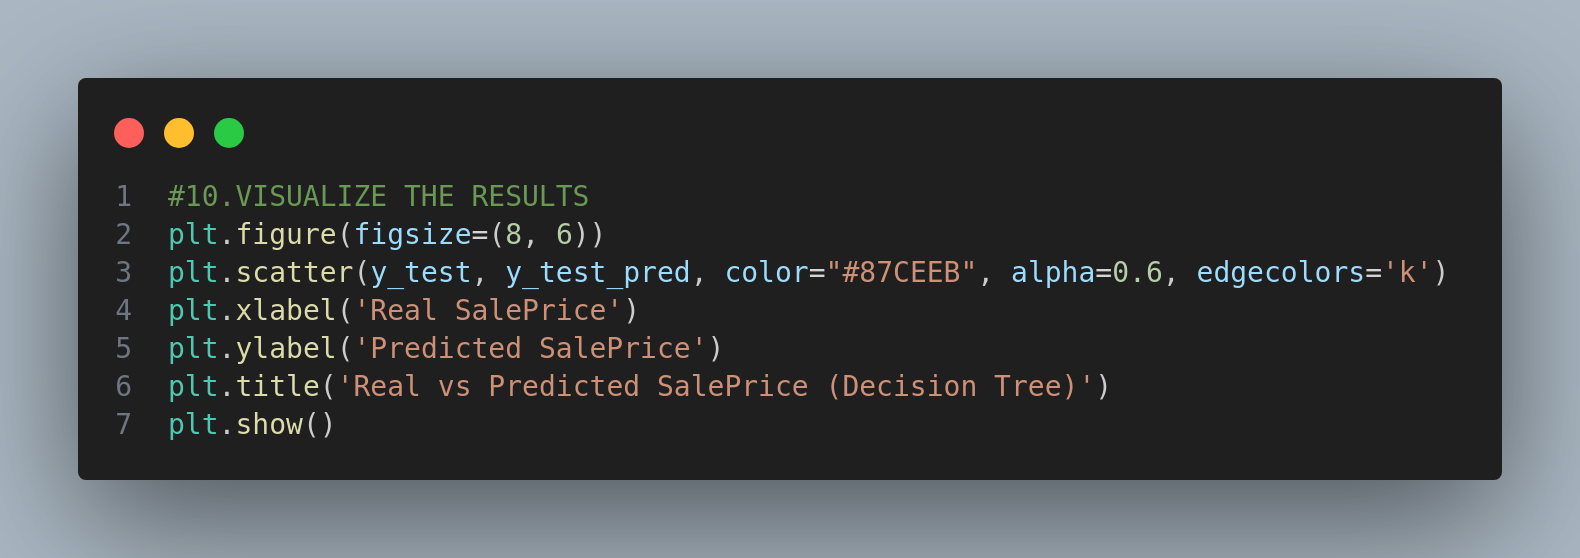 1 #10.VISUALIZE THE RESULTS
2 plt.figure(figsize=(8, 6))
3 plt.scatter(y_test, y_test_pred, color="#87CEEB", alpha=0.6, edgecolors='k')
4 plt.xlabel('Real SalePrice')
5 plt.ylabel('Predicted SalePrice')
6 plt.title('Real vs Predicted SalePrice (Decision Tree)')
7 plt.show()